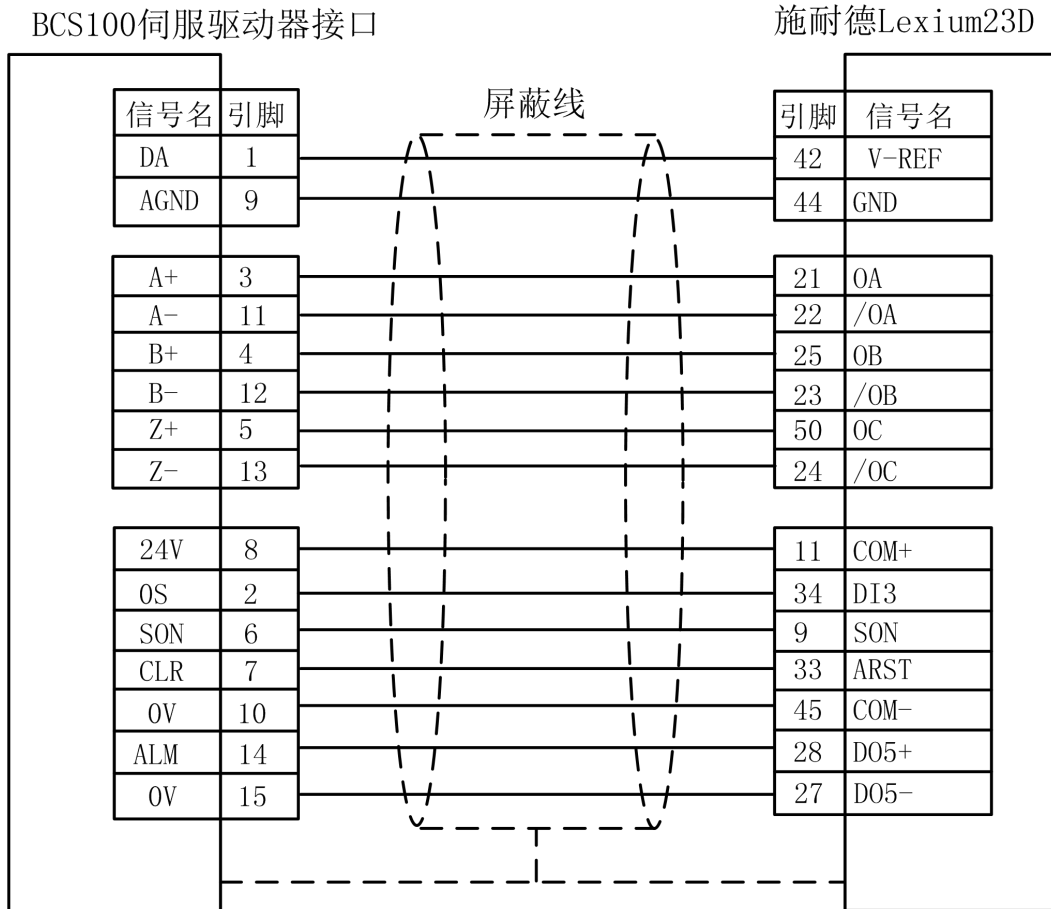 BCS100伺服驱动器接口 施耐德Lexium23D
屏蔽线
信号名 引脚 引脚 信号名
DA 1 42 V-REF
AGND 9 44 GND
A+ 3 21 OA
A- 11 22 /OA
B+ 4 25 OB
B- 12 23 /OB
Z+ 5 50 OC
Z- 13 24 /OC
24V 8 11 COM+
OS 2 34 DI3
SON 6 9 SON
CLR 7 33 ARST
0V 10 45 COM-
ALM 14 28 DO5+
0V 15 27 DO5-